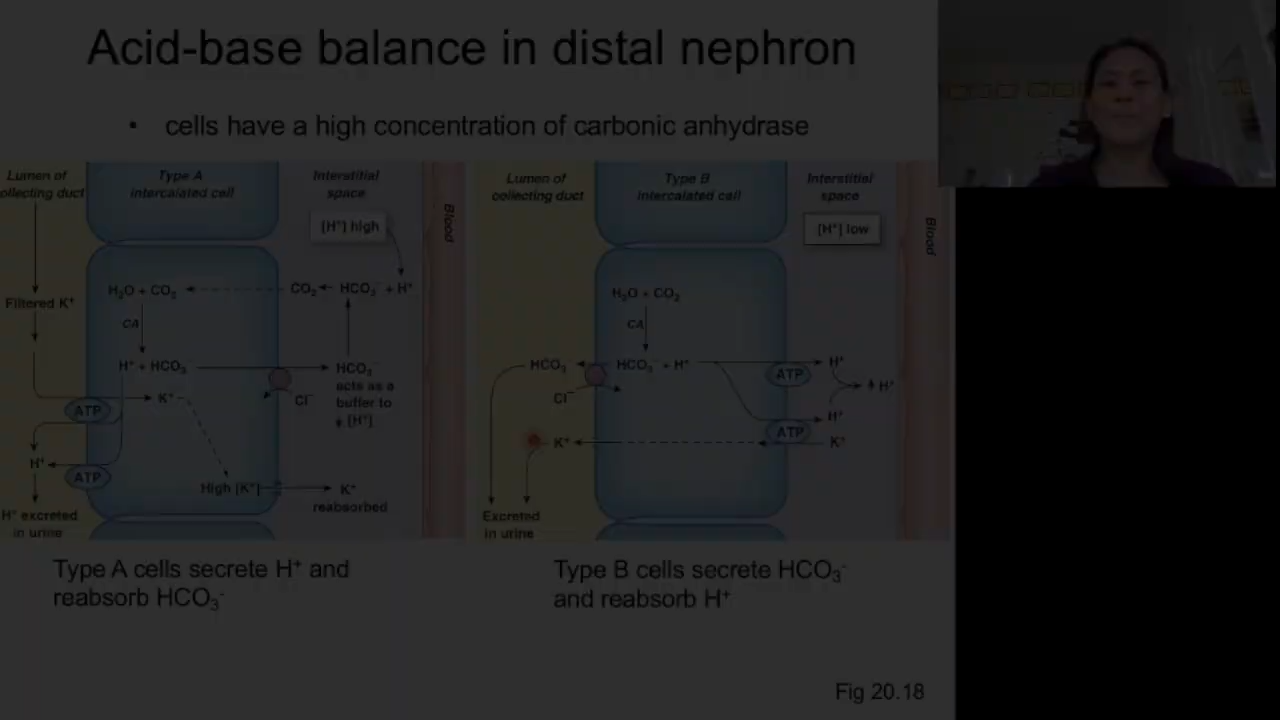 Acid-base balance in distal nephron
• cells have a high concentration of carbonic anhydrase
Lumen of
collecting duct
Type A
intercalated cell
Interstitial
space
[H⁺] high
Blood
Filtered K⁺
H₂O + CO₂
CO₂ ← HCO₃⁻ + H⁺
CA
H⁺ + HCO₃⁻
HCO₃⁻
acts as a
buffer to
↓ [H⁺]
Cl⁻
ATP
K⁺
H⁺
ATP
High [K⁺]
K⁺
reabsorbed
H⁺ excreted
in urine
Lumen of
collecting duct
Type B
intercalated cell
Interstitial
space
[H⁺] low
Blood
H₂O + CO₂
CA
HCO₃⁻
HCO₃⁻ + H⁺
ATP
H⁺
H⁺
Cl⁻
H⁺
K⁺
ATP
K⁺
Excreted
in urine
Type A cells secrete H⁺ and
reabsorb HCO₃⁻
Type B cells secrete HCO₃⁻
and reabsorb H⁺
Fig 20.18